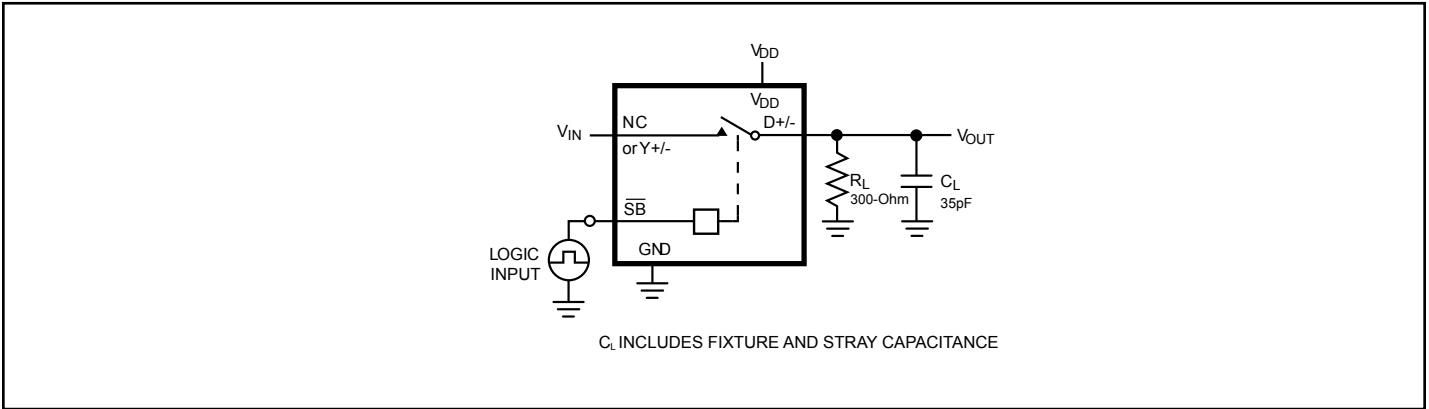 VDD
VDD
VIN
NC
D+/-
VOUT
or Y+/-
RL
300-Ohm
CL
35pF
SB
LOGIC
INPUT
GND
CL INCLUDES FIXTURE AND STRAY CAPACITANCE